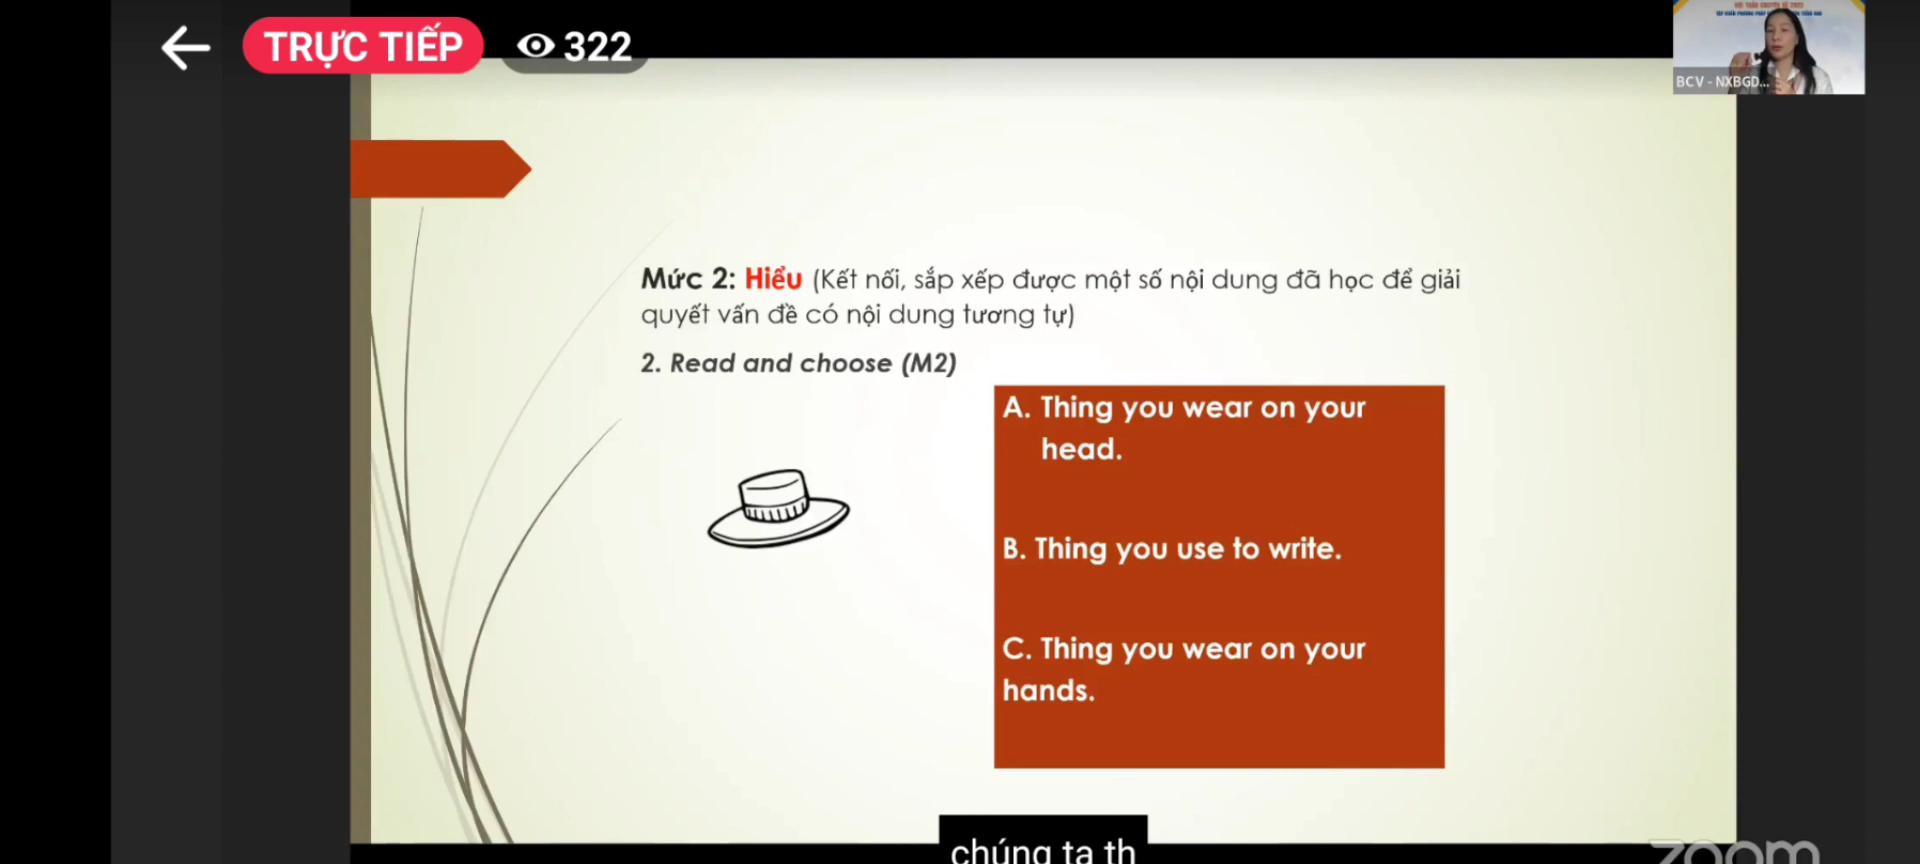 TRỰC TIẾP
322
BCV - NXBGD...
Mức 2: Hiểu (Kết nối, sắp xếp được một số nội dung đã học để giải
quyết vấn đề có nội dung tương tự)
2. Read and choose (M2)
A. Thing you wear on your
head.
B. Thing you use to write.
C. Thing you wear on your
hands.
chúng ta th
zoom